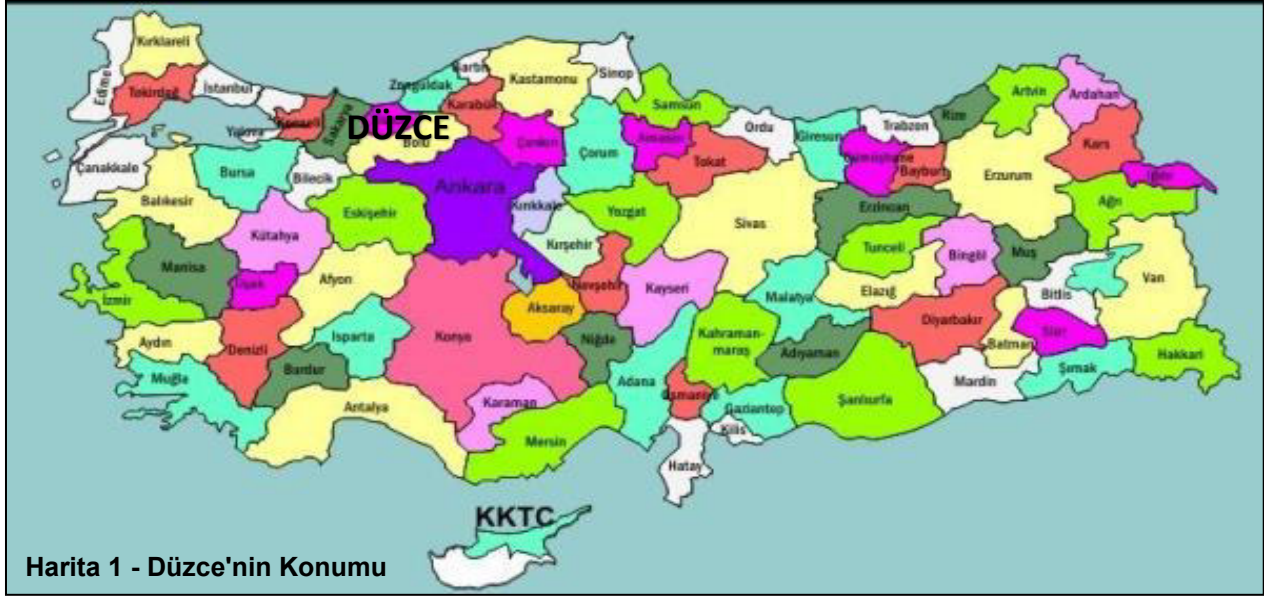 Kırklareli
Edirne
Tekirdağ
İstanbul
Yalova
Kocaeli
Sakarya
DÜZCE
Bolu
Zonguldak
Bartın
Karabük
Kastamonu
Sinop
Çankırı
Çorum
Samsun
Amasya
Tokat
Ordu
Giresun
Gümüşhane
Trabzon
Bayburt
Rize
Artvin
Ardahan
Kars
Iğdır
Ağrı
Erzurum
Erzincan
Çanakkale
Balıkesir
Bursa
Bilecik
Eskişehir
Ankara
Kırıkkale
Kırşehir
Yozgat
Sivas
Tunceli
Bingöl
Muş
Bitlis
Van
Kütahya
Manisa
Uşak
Afyon
İzmir
Aydın
Denizli
Isparta
Burdur
Muğla
Antalya
Konya
Aksaray
Nevşehir
Niğde
Kayseri
Malatya
Elazığ
Diyarbakır
Batman
Siirt
Hakkari
Şırnak
Mardin
Şanlıurfa
Adıyaman
Kahraman-
maraş
Adana
Osmaniye
Gaziantep
Kilis
Hatay
Karaman
Mersin
KKTC
Harita 1 - Düzce'nin Konumu